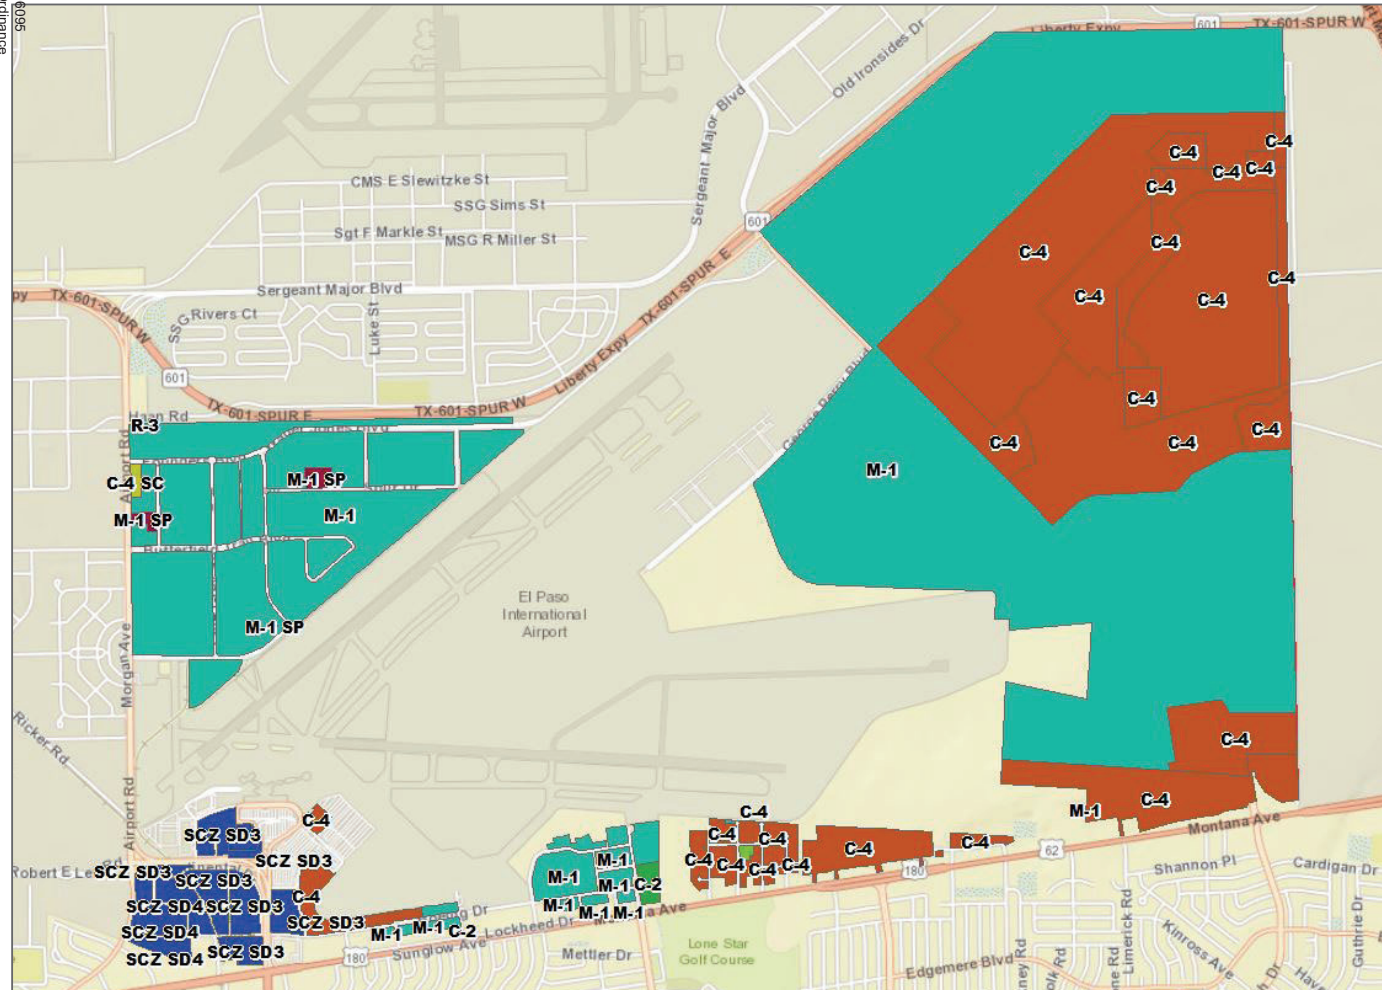 6095
rdinance
601
TX-601-SPUR W
Liberty Expy
Old Ironsides Dr
Sergeant Major Blvd
C-4
C-4
C-4
C-4
C-4
CMS E Slewitzke St
SSG Sims St
Sgt F Markle St
MSG R Miller St
601
C-4
C-4
TX-601-SPUR E
C-4
Sergeant Major Blvd
C-4
C-4
py
TX-601-SPUR W
SSG Rivers Ct
Luke St
Liberty Expy
601
George Perry Blvd
C-4
TX-601-SPUR E
TX-601-SPUR W
Haan Rd
R-3
C-4
C-4
C-4
Airport Rd
M-1
C-4 SC
M-1 SP
M-1 SP
M-1
El Paso
International
Airport
M-1 SP
Morgan Ave
Ricker Rd
C-4
Airport Rd
C-4
M-1
C-4
Montana Ave
C-4
SCZ SD3
C-4
C-4
C-4
C-4
62
SCZ SD3
M-1
C-4
C-4
C-4
C-4
Shannon Pl
Cardigan Dr
Robert E Lee Rd
SCZ SD3
SCZ SD3
M-1
M-1
C-2
180
C-4
SCZ SD4
SCZ SD3
M-1
M-1
M-1
SCZ SD3
Lockheed Dr
SCZ SD4
M-1
M-1
C-2
SCZ SD3
Sunglow Ave
SCZ SD4
180
Mettler Dr
Lone Star
Golf Course
Edgemere Blvd
Limerick Rd
Kinross Ave
Guthrie Dr